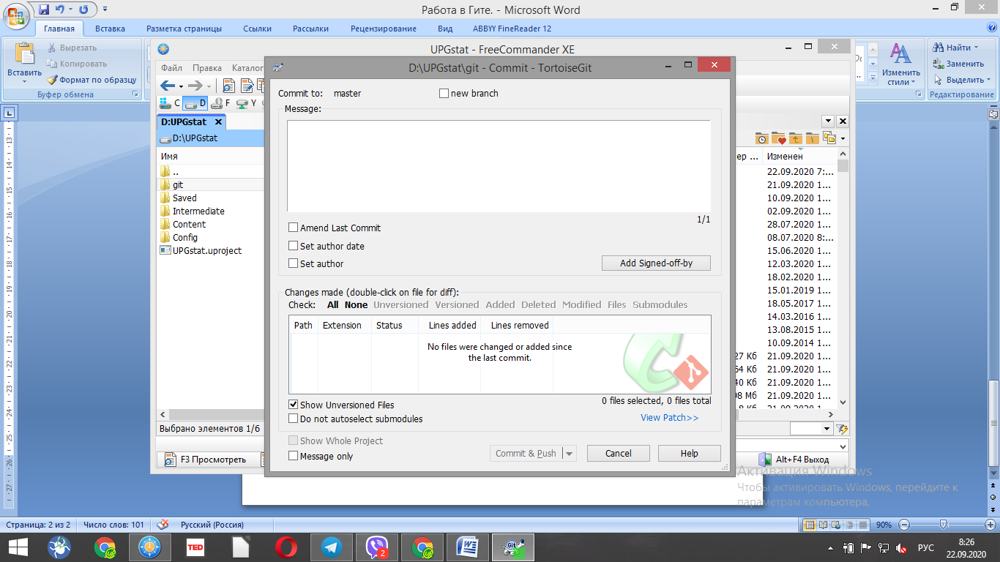 Работа в Гите. - Microsoft Word
Главная Вставка Разметка страницы Ссылки Рассылки Рецензирование Вид ABBYY FineReader 12
Вставить
Вырезать
Копировать
Формат по образцу
Буфер обмена
Изменить стили
Найти
Заменить
Выделить
Редактирование
UPGstat - FreeCommander XE
Файл Правка Каталог
C D F Y
D:UPGstat
D:\UPGstat
Имя
..
git
Saved
Intermediate
Content
Config
UPGstat.uproject
Выбрано элементов 1/6
F3 Просмотреть
D:\UPGstat\git - Commit - TortoiseGit
Commit to: master new branch
Message:
1/1
Amend Last Commit
Set author date
Set author
Add Signed-off-by
Changes made (double-click on file for diff):
Check: All None Unversioned Versioned Added Deleted Modified Files Submodules
Path Extension Status Lines added Lines removed
No files were changed or added since
the last commit.
Show Unversioned Files
0 files selected, 0 files total
Do not autoselect submodules
View Patch>>
Show Whole Project
Message only
Commit & Push Cancel Help
ер ... Изменен
22.09.2020 7:...
21.09.2020 1...
10.09.2020 1...
02.09.2020 1...
28.07.2020 1...
08.07.2020 8:...
15.06.2020 1...
12.03.2020 1...
18.02.2020 1...
15.01.2019 1...
18.05.2017 1...
14.03.2016 1...
13.08.2015 1...
10.09.2014 1...
27 Кб 21.09.2020 1...
64 Кб 21.09.2020 1...
40 Кб 21.09.2020 1...
98 Мб 21.09.2020 1...
Alt+F4 Выход
Активация Windows
Чтобы активировать Windows, перейдите к
параметрам компьютера.
Страница: 2 из 2 Число слов: 101 Русский (Россия) 90%
TED
2
Git
РУС
8:26
22.09.2020